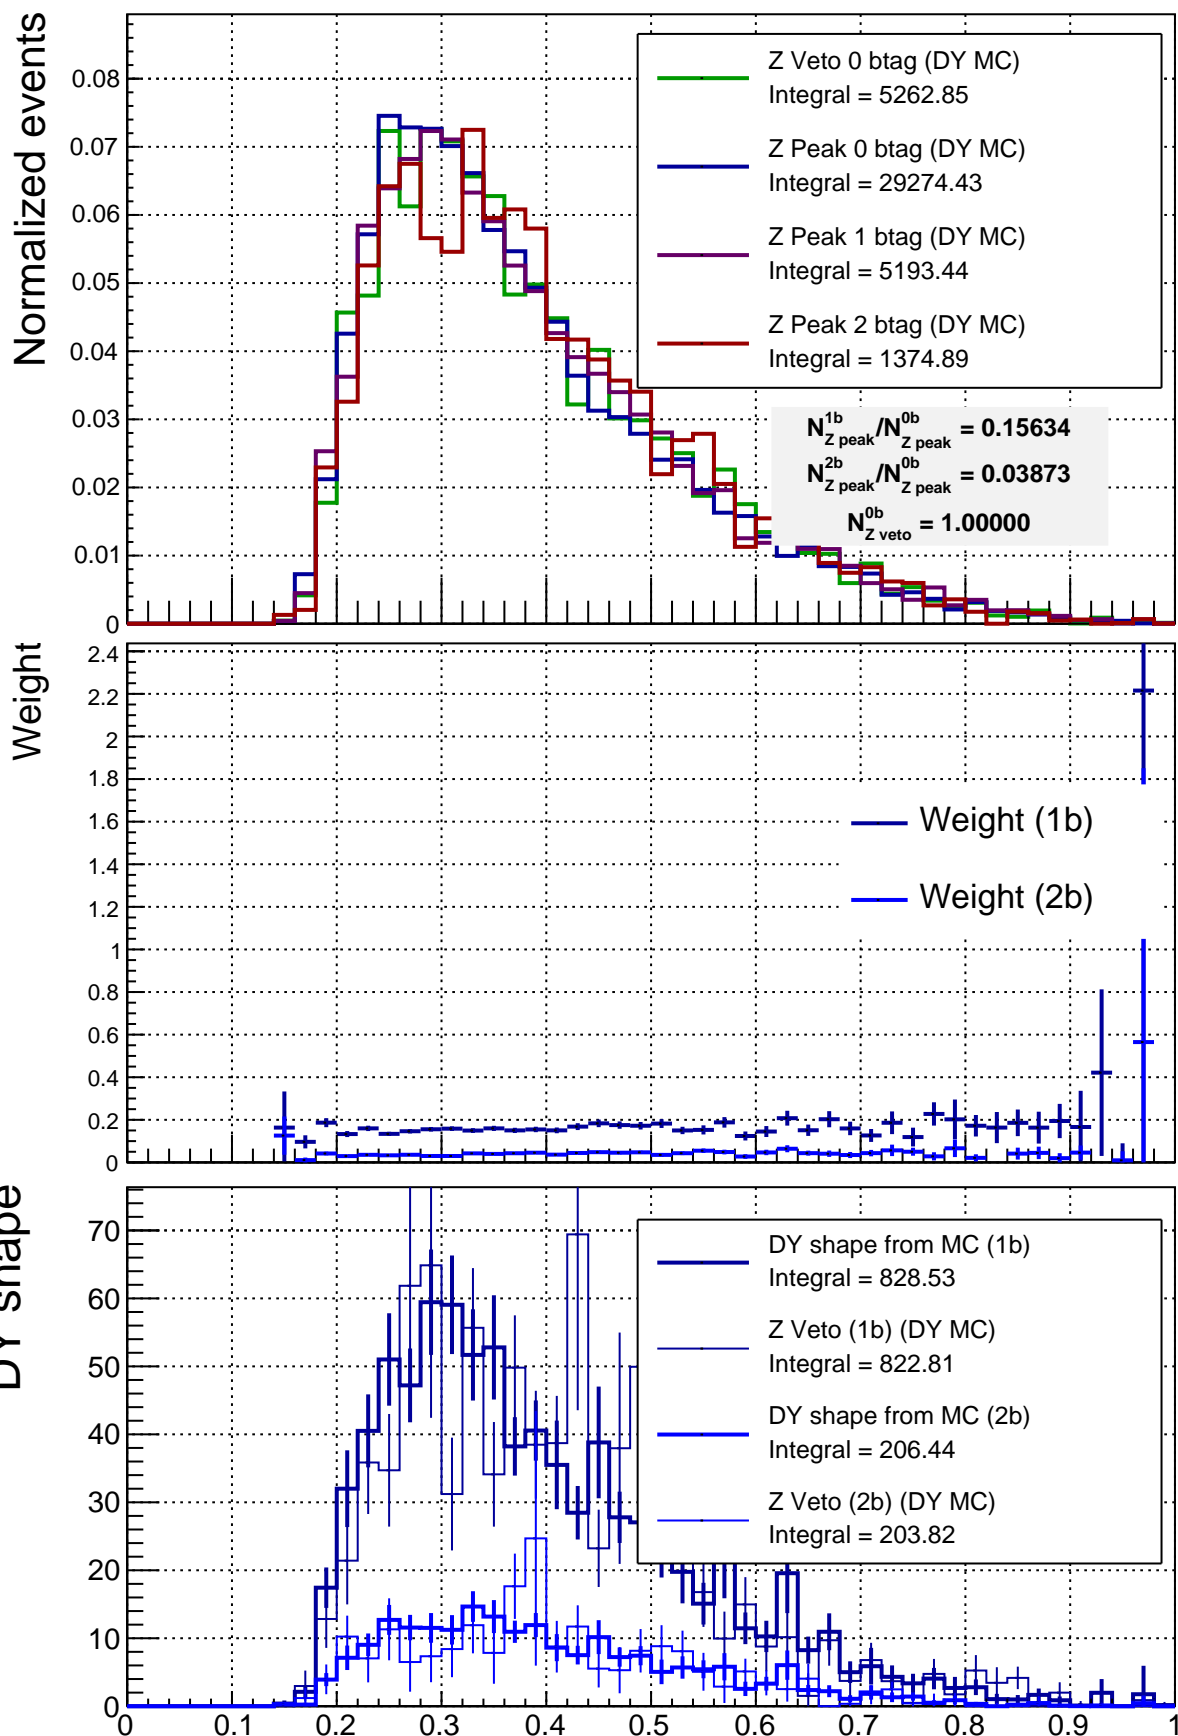 Normalized events
0.08
0.07
0.06
0.05
0.04
0.03
0.02
0.01
0
Z Veto 0 btag (DY MC)
Integral = 5262.85
Z Peak 0 btag (DY MC)
Integral = 29274.43
Z Peak 1 btag (DY MC)
Integral = 5193.44
Z Peak 2 btag (DY MC)
Integral = 1374.89
N^{1b}_{Z peak}/N^{0b}_{Z peak} = 0.15634
N^{2b}_{Z peak}/N^{0b}_{Z peak} = 0.03873
N^{0b}_{Z veto} = 1.00000
Weight
2.4
2.2
2
1.8
1.6
1.4
1.2
1
0.8
0.6
0.4
0.2
0
Weight (1b)
Weight (2b)
DY shape
70
60
50
40
30
20
10
0
DY shape from MC (1b)
Integral = 828.53
Z Veto (1b) (DY MC)
Integral = 822.81
DY shape from MC (2b)
Integral = 206.44
Z Veto (2b) (DY MC)
Integral = 203.82
0 0.1 0.2 0.3 0.4 0.5 0.6 0.7 0.8 0.9 1